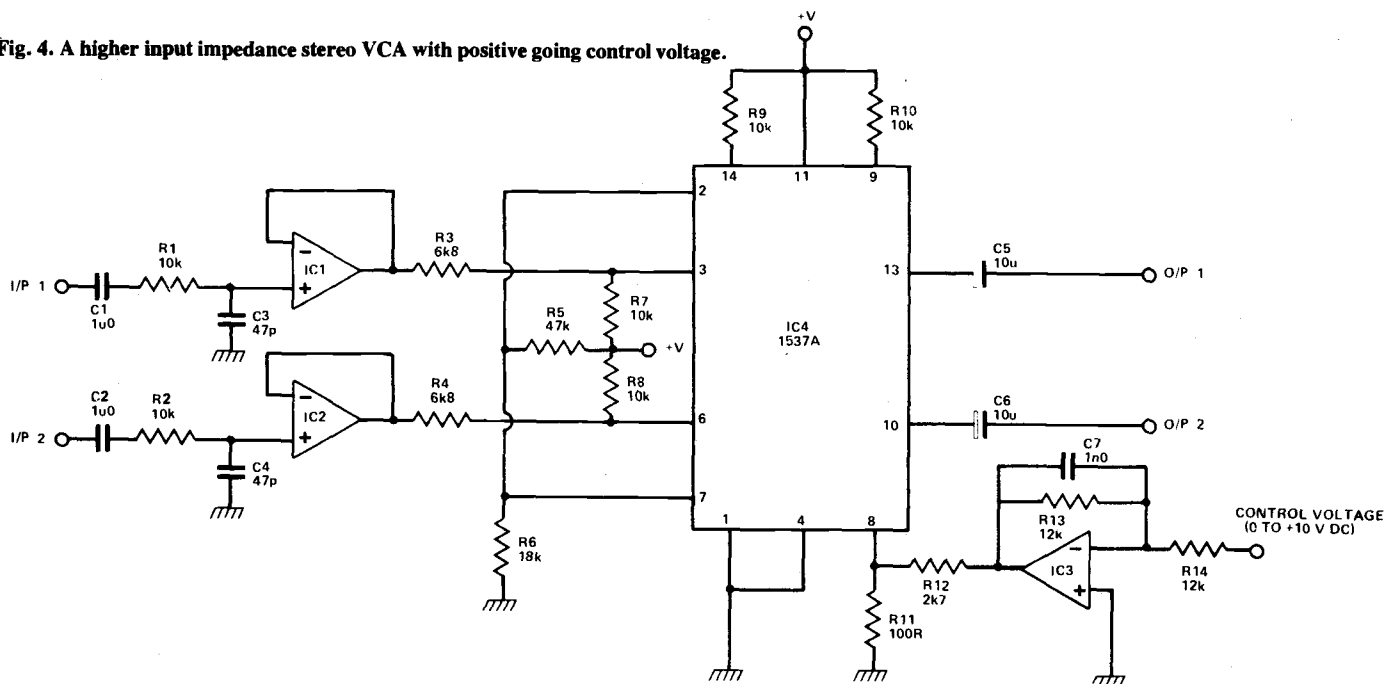 Fig. 4. A higher input impedance stereo VCA with positive going control voltage.
+V
R9
10k
R10
10k
14
11
9
2
3
6
7
13
10
1
4
8
IC4
1537A
I/P 1
C1
1u0
R1
10k
C3
47p
IC1
−
+
R3
6k8
R5
47k
R7
10k
+V
R8
10k
I/P 2
C2
1u0
R2
10k
C4
47p
IC2
−
+
R4
6k8
R6
18k
C5
10u
O/P 1
C6
10u
O/P 2
C7
1n0
R13
12k
IC3
−
+
R14
12k
CONTROL VOLTAGE
(0 TO +10 V DC)
R12
2k7
R11
100R